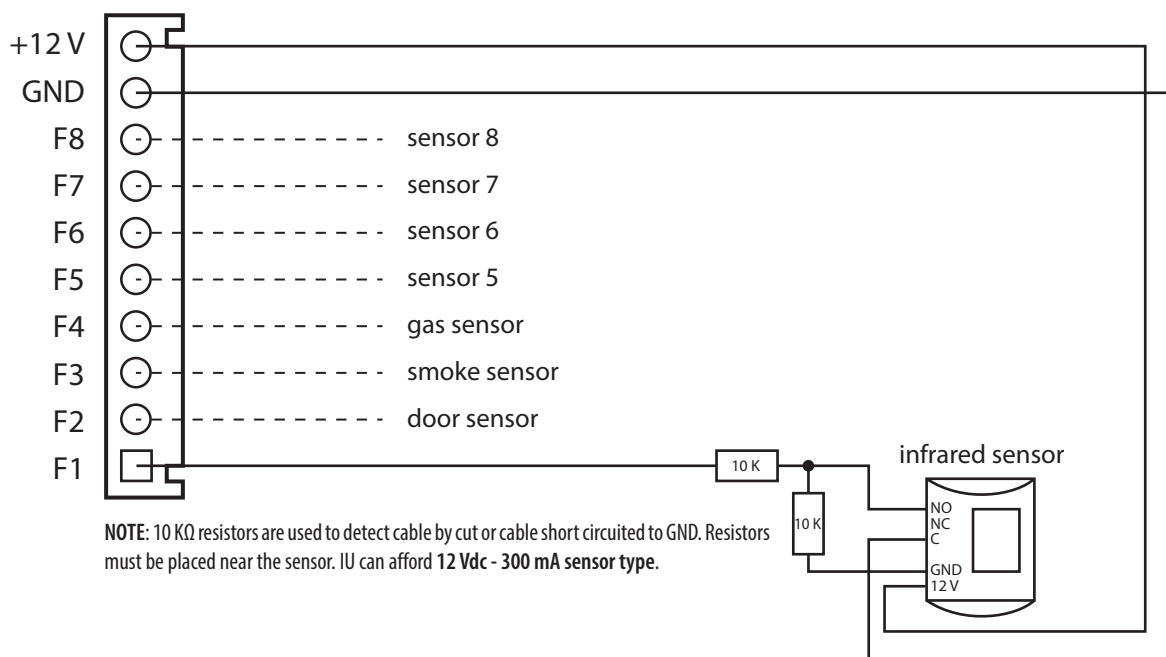 +12 V
GND
F8 sensor 8
F7 sensor 7
F6 sensor 6
F5 sensor 5
F4 gas sensor
F3 smoke sensor
F2 door sensor
F1
10 K
infrared sensor
10 K
NO
NC
C
GND
12 V
NOTE: 10 KΩ resistors are used to detect cable by cut or cable short circuited to GND. Resistors
must be placed near the sensor. IU can afford 12 Vdc - 300 mA sensor type.